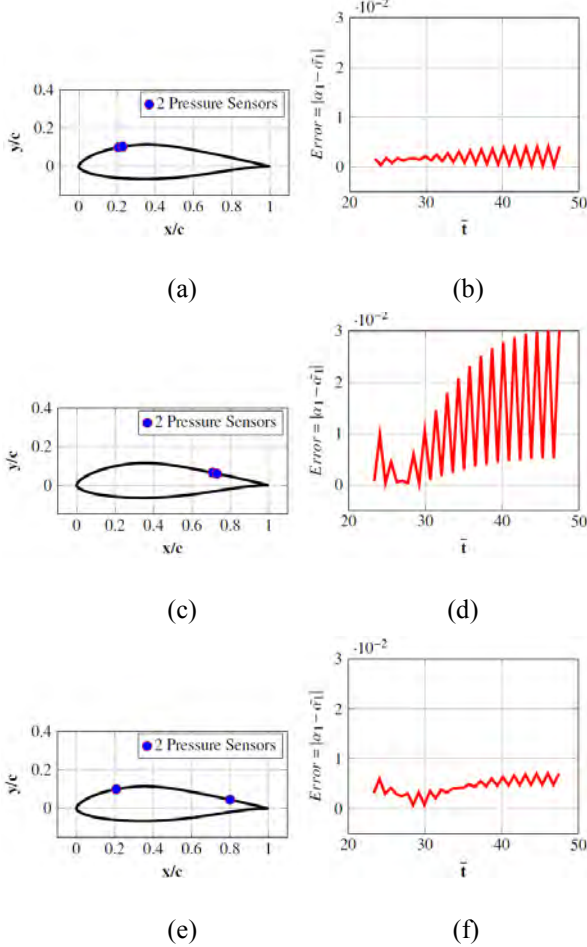 0.4
0.2
0
y/c
2 Pressure Sensors
0 0.2 0.4 0.6 0.8 1
x/c
(a)
·10⁻²
3
2
1
0
Error = |α₁ − α̃₁|
20 30 40 50
t̄
(b)
0.4
0.2
0
y/c
2 Pressure Sensors
0 0.2 0.4 0.6 0.8 1
x/c
(c)
·10⁻²
3
2
1
0
Error = |α₁ − α̃₁|
20 30 40 50
t̄
(d)
0.4
0.2
0
y/c
2 Pressure Sensors
0 0.2 0.4 0.6 0.8 1
x/c
(e)
·10⁻²
3
2
1
0
Error = |α₁ − α̃₁|
20 30 40 50
t̄
(f)